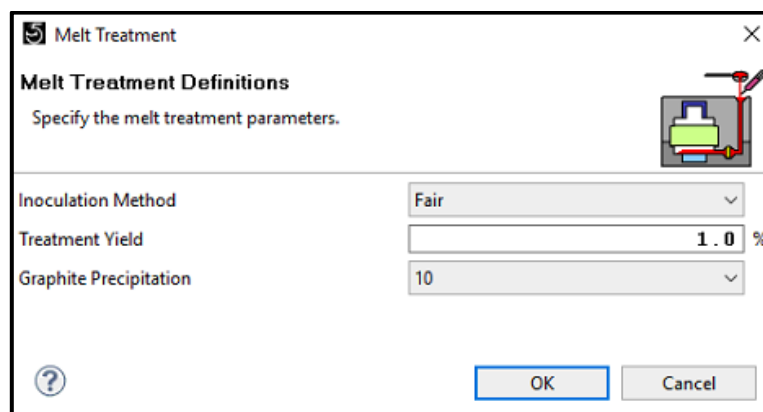 Melt Treatment
Melt Treatment Definitions
Specify the melt treatment parameters.
Inoculation Method Fair
Treatment Yield 1.0 %
Graphite Precipitation 10
OK Cancel